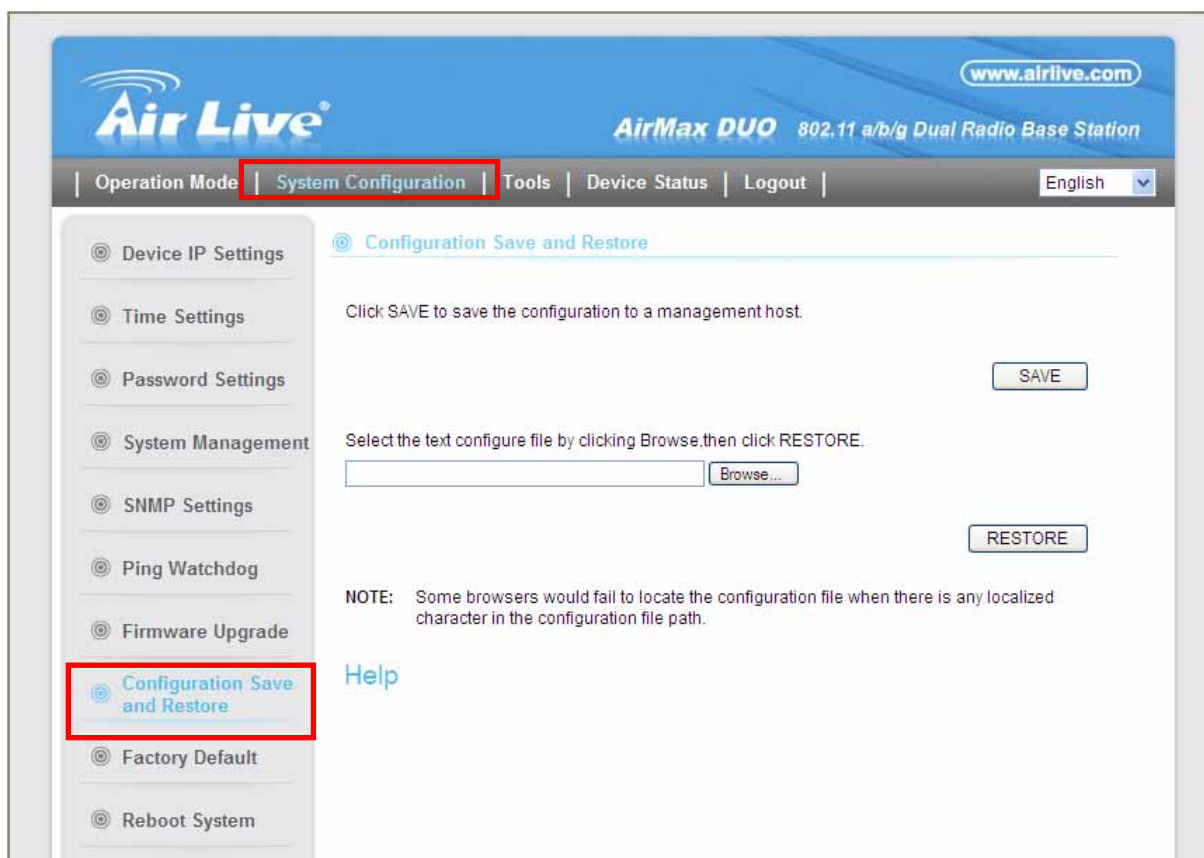 www.airlive.com
Air Live®
AirMax DUO 802.11 a/b/g Dual Radio Base Station
| Operation Mode | System Configuration | Tools | Device Status | Logout | English
Device IP Settings
Time Settings
Password Settings
System Management
SNMP Settings
Ping Watchdog
Firmware Upgrade
Configuration Save
and Restore
Factory Default
Reboot System
Configuration Save and Restore
Click SAVE to save the configuration to a management host.
SAVE
Select the text configure file by clicking Browse,then click RESTORE.
Browse...
RESTORE
NOTE: Some browsers would fail to locate the configuration file when there is any localized
character in the configuration file path.
Help